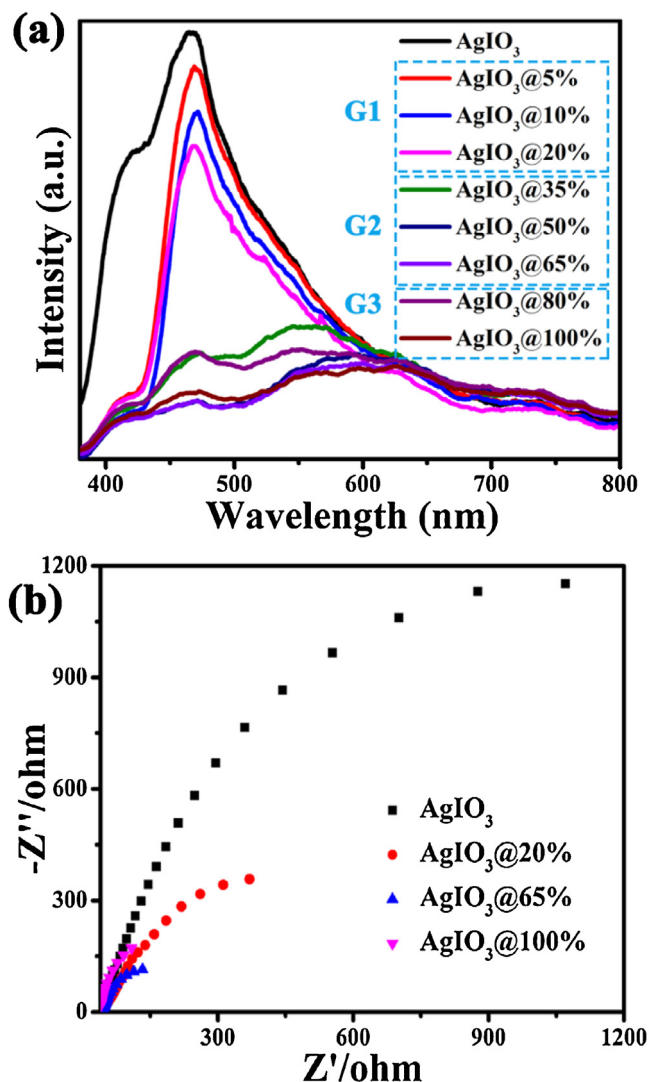 (a)
AgIO₃
AgIO₃@5%
G1
AgIO₃@10%
AgIO₃@20%
AgIO₃@35%
G2
AgIO₃@50%
AgIO₃@65%
G3
AgIO₃@80%
AgIO₃@100%
Intensity (a.u.)
400 500 600 700 800
Wavelength (nm)
(b)
1200
900
600
300
0
-Z''/ohm
AgIO₃
AgIO₃@20%
AgIO₃@65%
AgIO₃@100%
300 600 900 1200
Z'/ohm